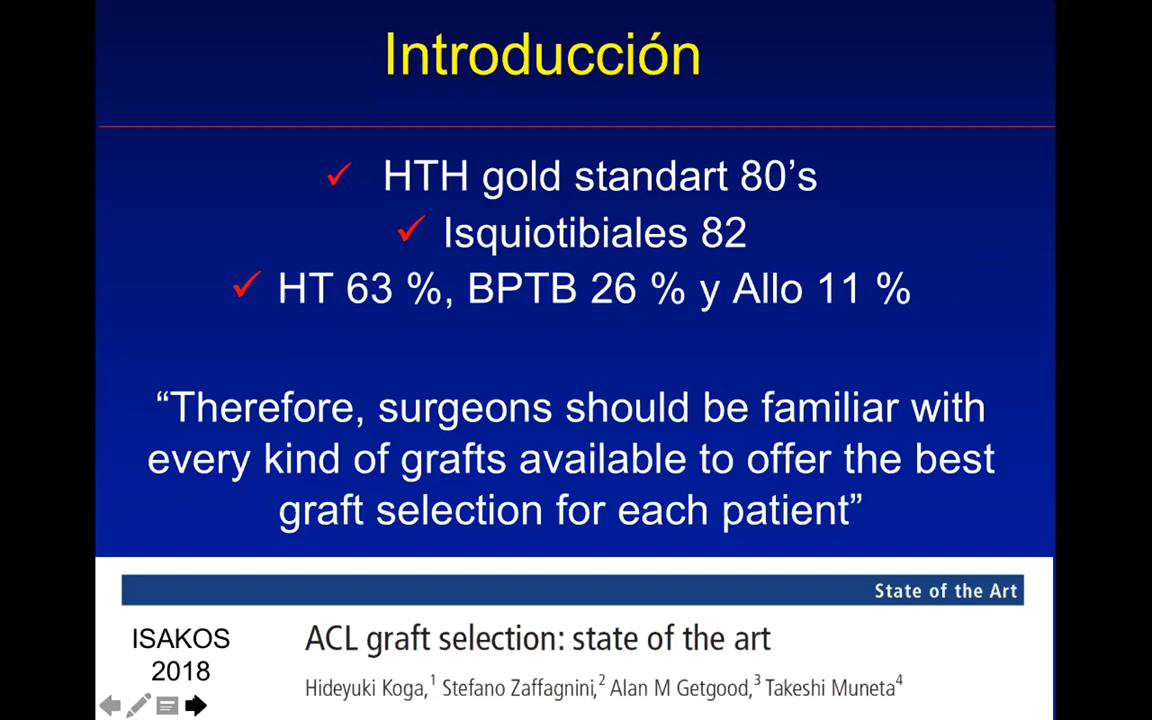 Introducción
HTH gold standart 80’s
Isquiotibiales 82
HT 63 %, BPTB 26 % y Allo 11 %
“Therefore, surgeons should be familiar with
every kind of grafts available to offer the best
graft selection for each patient”
State of the Art
ISAKOS
2018
ACL graft selection: state of the art
Hideyuki Koga,1 Stefano Zaffagnini,2 Alan M Getgood,3 Takeshi Muneta4